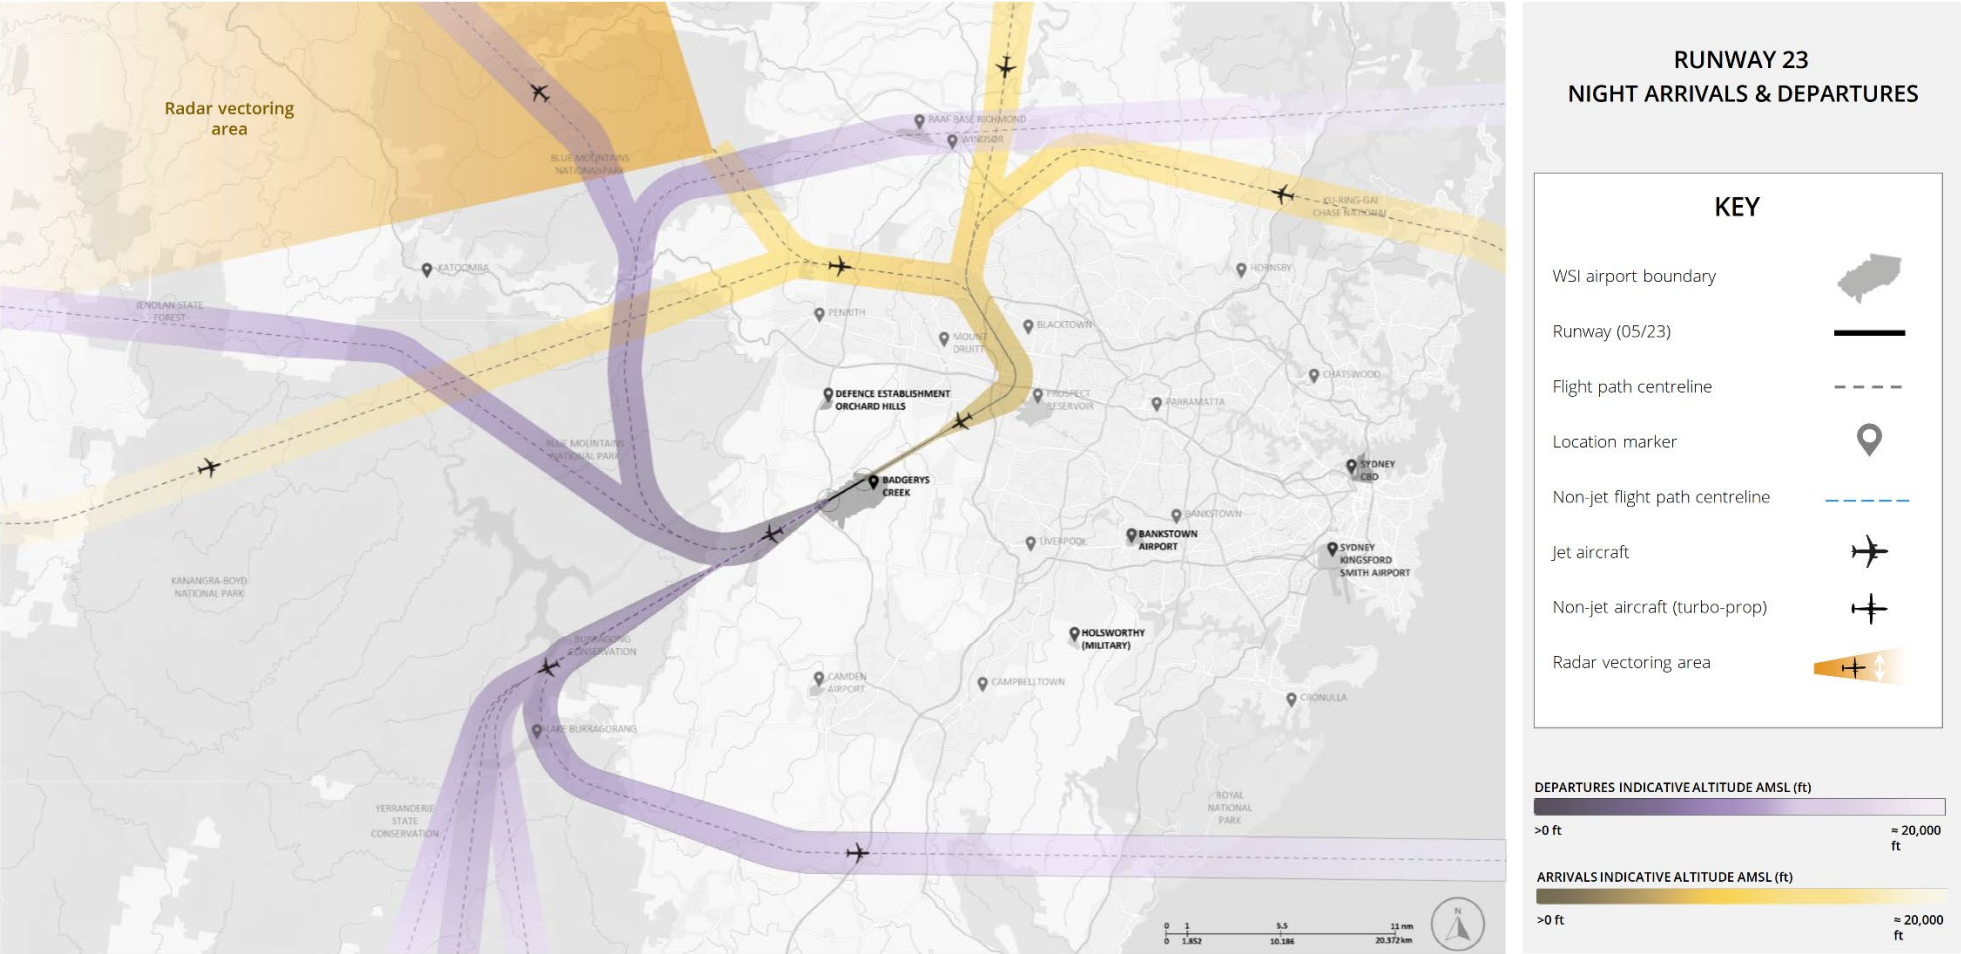 RUNWAY 23
NIGHT ARRIVALS & DEPARTURES
Radar vectoring
area
RAAF BASE RICHMOND
WINDSOR
BLUE MOUNTAINS
NATIONAL PARK
KU-RING-GAI
CHASE NATIONAL
KATOOMBA
HORNSBY
JENOLAN STATE
FOREST
PENRITH
BLACKTOWN
MOUNT
DRUITT
CHATSWOOD
DEFENCE ESTABLISHMENT
ORCHARD HILLS
PROSPECT
RESERVOIR
PARRAMATTA
BLUE MOUNTAINS
NATIONAL PARK
SYDNEY
CBD
BADGERYS
CREEK
BANKSTOWN
BANKSTOWN
AIRPORT
LIVERPOOL
SYDNEY
KINGSFORD
SMITH AIRPORT
KANANGRA-BOYD
NATIONAL PARK
HOLSWORTHY
(MILITARY)
BURRAGONG
CONSERVATION
CAMDEN
AIRPORT
CAMPBELLTOWN
CRONULLA
LAKE BURRAGORANG
YERRANDERIE
STATE
CONSERVATION
ROYAL
NATIONAL
PARK
0 1 5.5 11 nm
0 1.852 10.186 20.372km
N
KEY
WSI airport boundary
Runway (05/23)
Flight path centreline
Location marker
Non-jet flight path centreline
Jet aircraft
Non-jet aircraft (turbo-prop)
Radar vectoring area
DEPARTURES INDICATIVE ALTITUDE AMSL (ft)
>0 ft ≈ 20,000
ft
ARRIVALS INDICATIVE ALTITUDE AMSL (ft)
>0 ft ≈ 20,000
ft